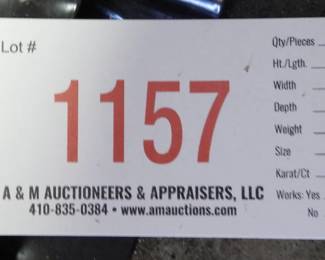 Lot #
1157
A & M AUCTIONEERS & APPRAISERS, LLC
410-835-0384 • www.amauctions.com
Qty/Pieces
Ht./Lgth.
Width
Depth
Weight
Size
Karat/Ct
Works: Yes
No